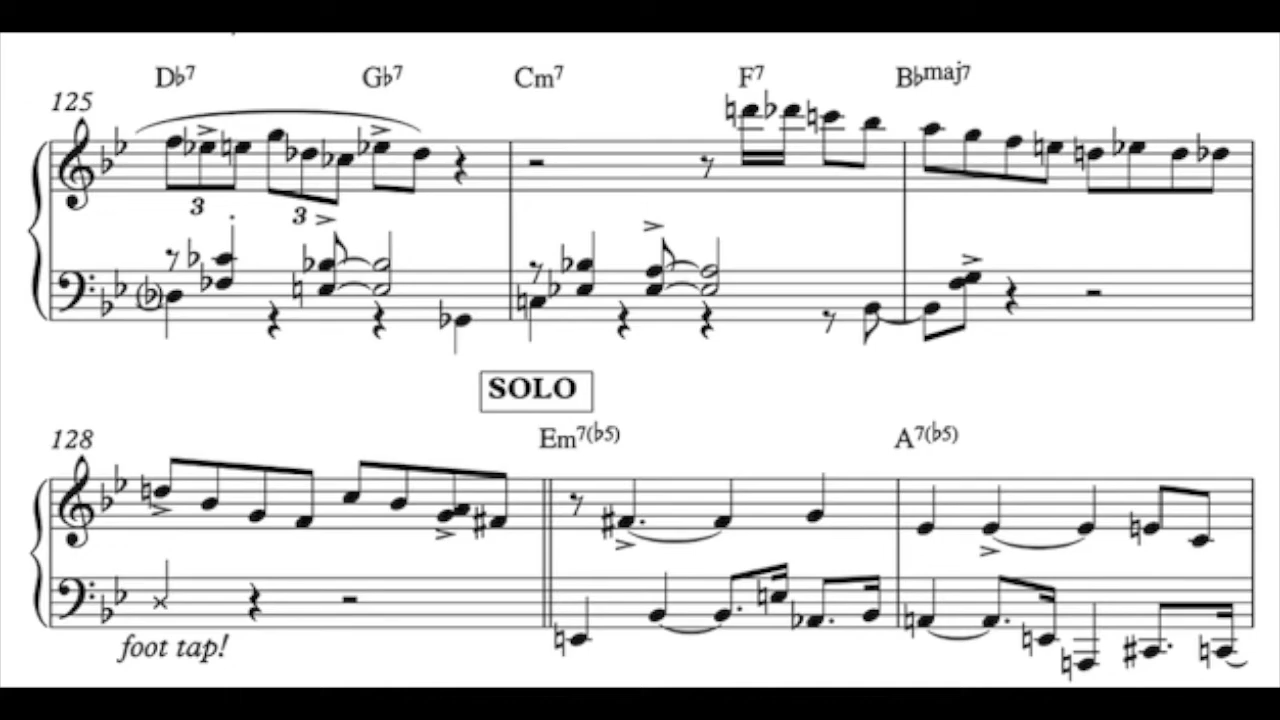 D♭7 G♭7 Cm7 F7 B♭maj7
125
3 3
SOLO
128 Em7(♭5) A7(♭5)
foot tap!